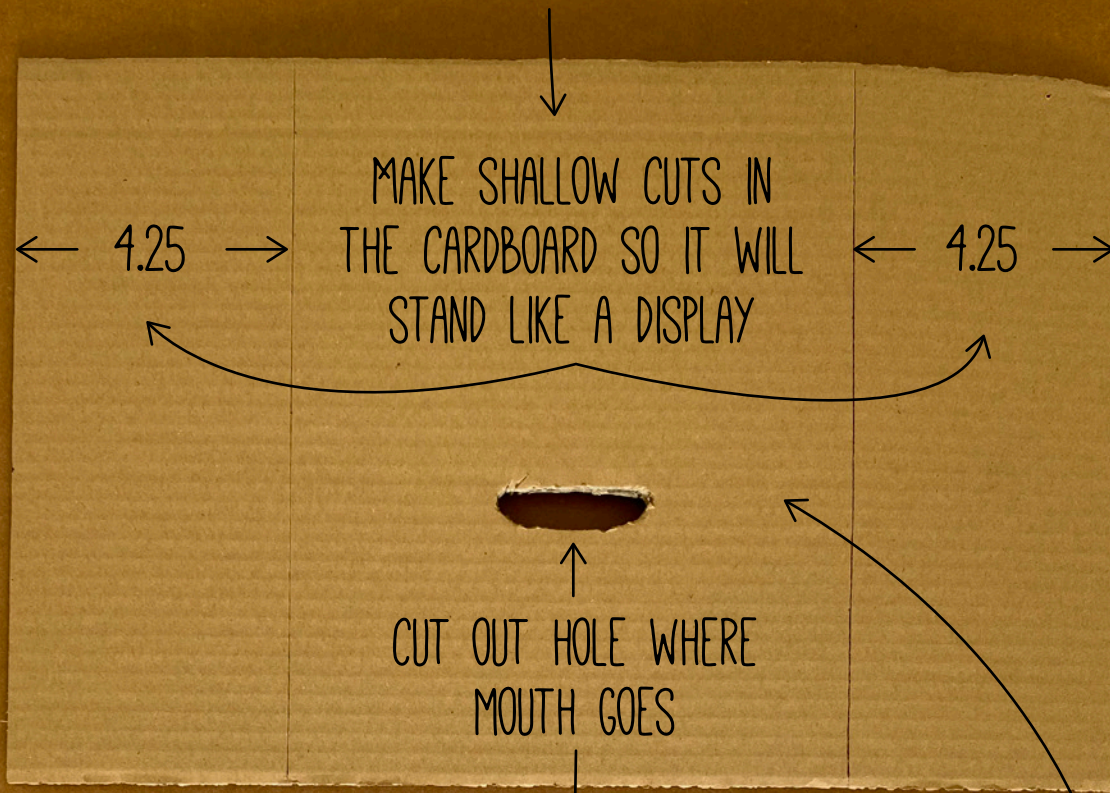 MAKE SHALLOW CUTS IN
THE CARDBOARD SO IT WILL
STAND LIKE A DISPLAY
4.25
4.25
CUT OUT HOLE WHERE
MOUTH GOES